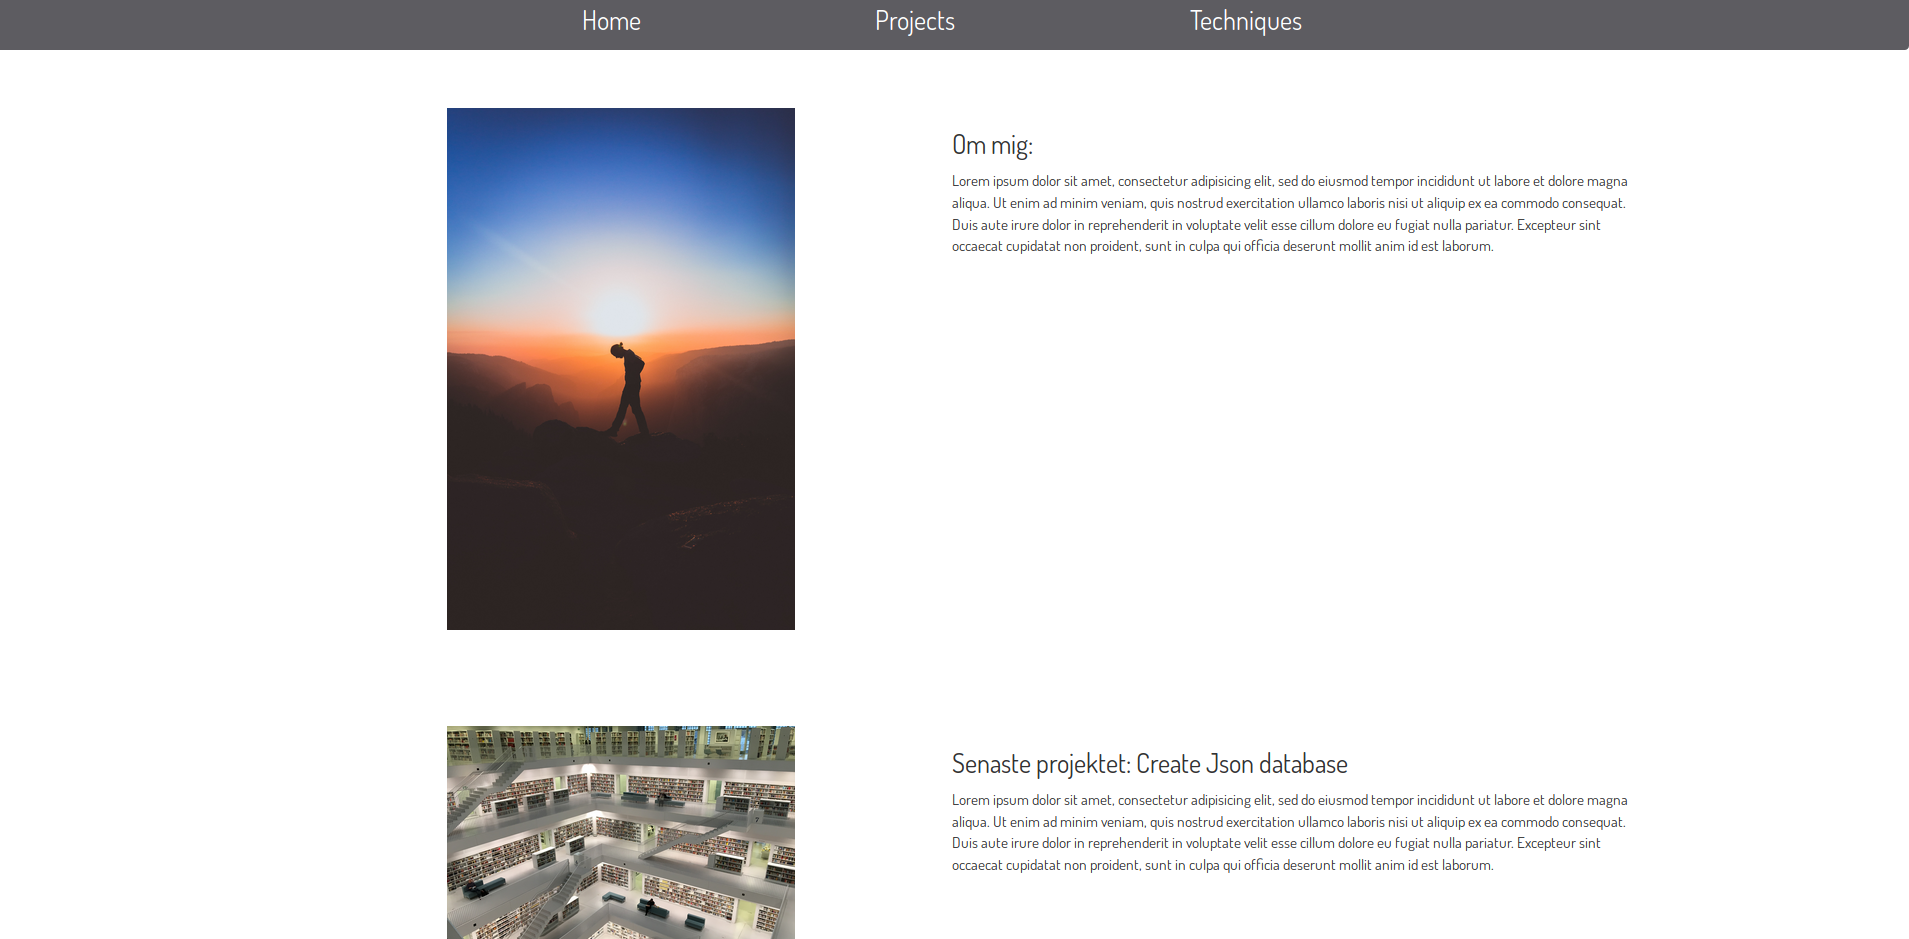 Home Projects Techniques
Om mig:
Lorem ipsum dolor sit amet, consectetur adipisicing elit, sed do eiusmod tempor incididunt ut labore et dolore magna
aliqua. Ut enim ad minim veniam, quis nostrud exercitation ullamco laboris nisi ut aliquip ex ea commodo consequat.
Duis aute irure dolor in reprehenderit in voluptate velit esse cillum dolore eu fugiat nulla pariatur. Excepteur sint
occaecat cupidatat non proident, sunt in culpa qui officia deserunt mollit anim id est laborum.
Senaste projektet: Create Json database
Lorem ipsum dolor sit amet, consectetur adipisicing elit, sed do eiusmod tempor incididunt ut labore et dolore magna
aliqua. Ut enim ad minim veniam, quis nostrud exercitation ullamco laboris nisi ut aliquip ex ea commodo consequat.
Duis aute irure dolor in reprehenderit in voluptate velit esse cillum dolore eu fugiat nulla pariatur. Excepteur sint
occaecat cupidatat non proident, sunt in culpa qui officia deserunt mollit anim id est laborum.